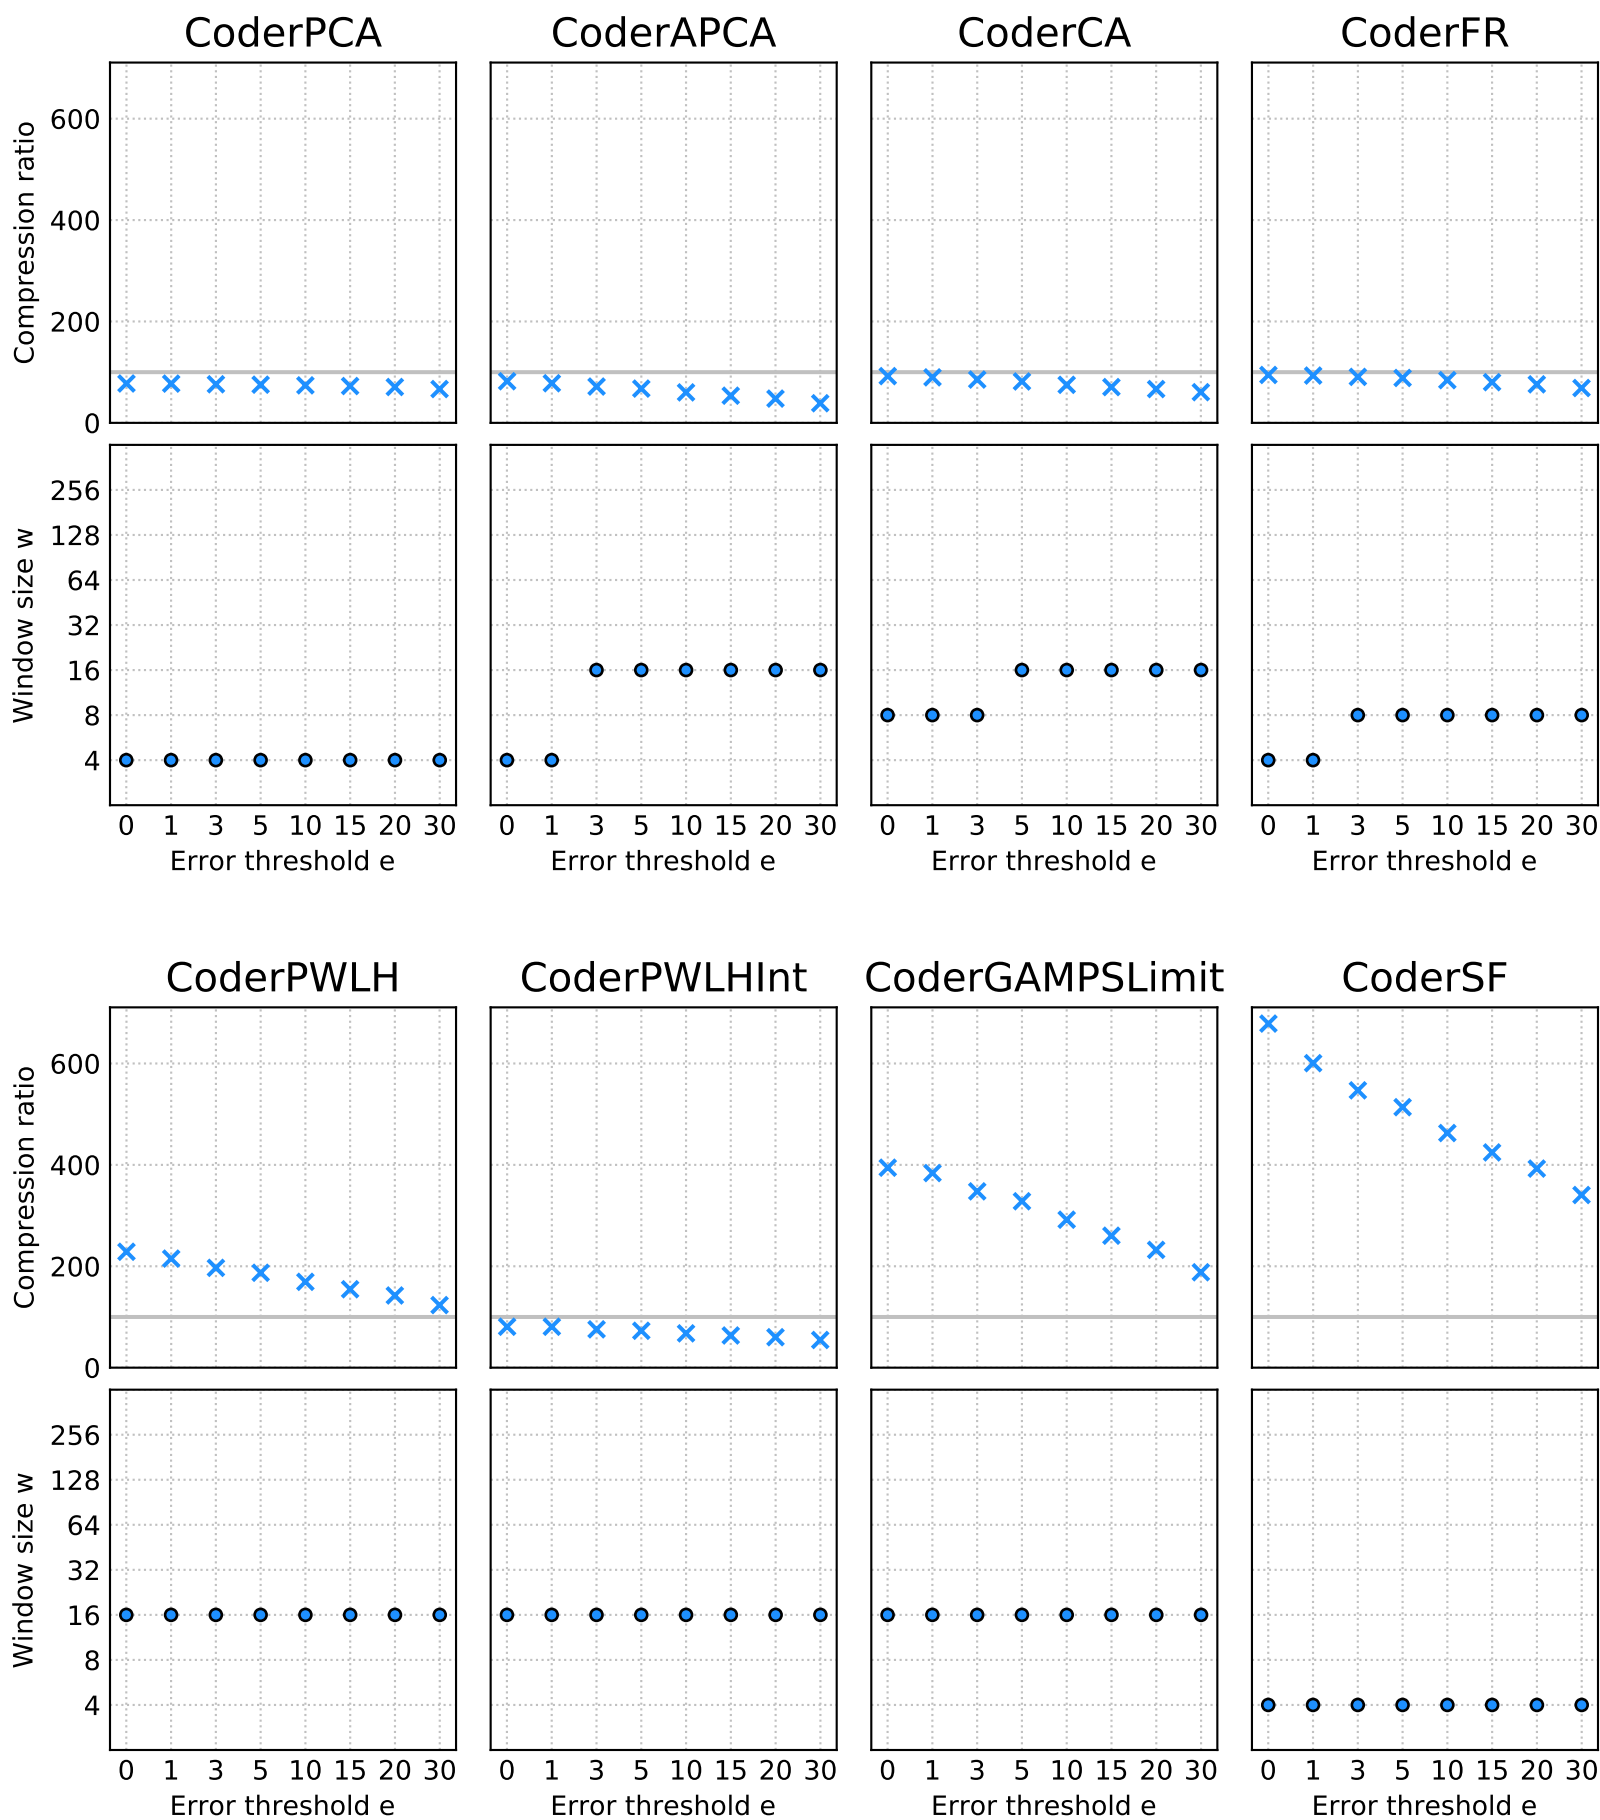 CoderPCA CoderAPCA CoderCA CoderFR
Compression ratio
600
400
200
0
Window size w
256
128
64
32
16
8
4
0 1 3 5 10 15 20 30 0 1 3 5 10 15 20 30 0 1 3 5 10 15 20 30 0 1 3 5 10 15 20 30
Error threshold e Error threshold e Error threshold e Error threshold e
CoderPWLH CoderPWLHInt CoderGAMPSLimit CoderSF
Compression ratio
600
400
200
0
Window size w
256
128
64
32
16
8
4
0 1 3 5 10 15 20 30 0 1 3 5 10 15 20 30 0 1 3 5 10 15 20 30 0 1 3 5 10 15 20 30
Error threshold e Error threshold e Error threshold e Error threshold e